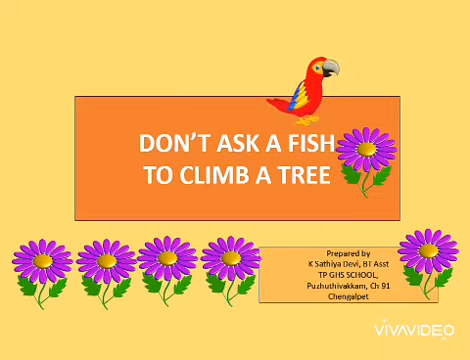 DON'T ASK A FISH
TO CLIMB A TREE
Prepared by
K Sathiya Devi, BT Asst
TP GHS SCHOOL,
Puzhuthivakkam, Ch 91
Chengalpet
VIVAVIDEO